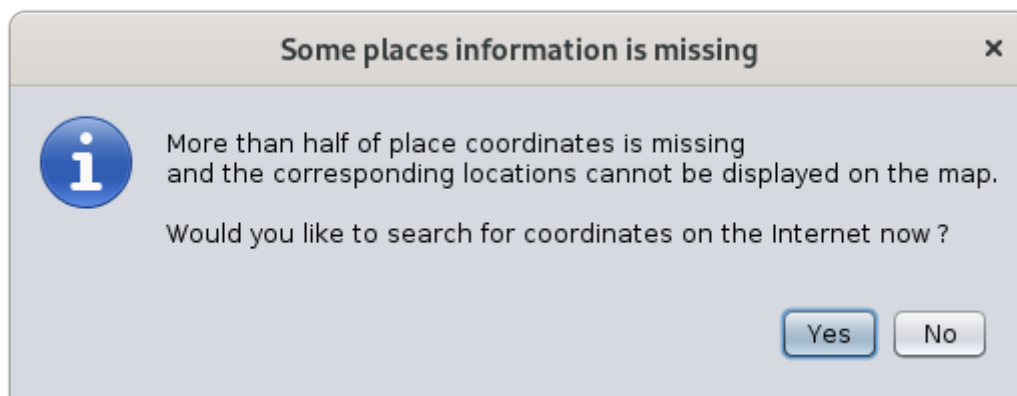 Some places information is missing
More than half of place coordinates is missing
and the corresponding locations cannot be displayed on the map.
Would you like to search for coordinates on the Internet now ?
Yes
No